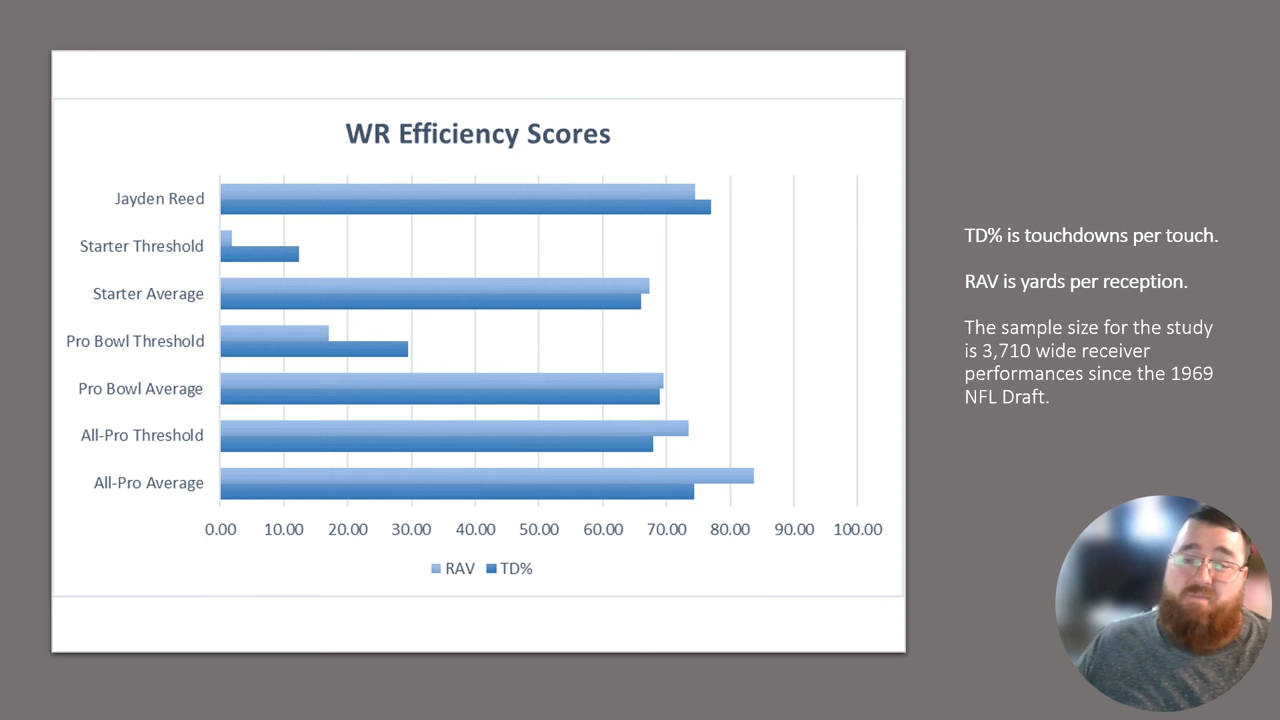 WR Efficiency Scores
Jayden Reed
Starter Threshold
Starter Average
Pro Bowl Threshold
Pro Bowl Average
All-Pro Threshold
All-Pro Average
0.00 10.00 20.00 30.00 40.00 50.00 60.00 70.00 80.00 90.00 100.00
RAV TD%
TD% is touchdowns per touch.
RAV is yards per reception.
The sample size for the study
is 3,710 wide receiver
performances since the 1969
NFL Draft.